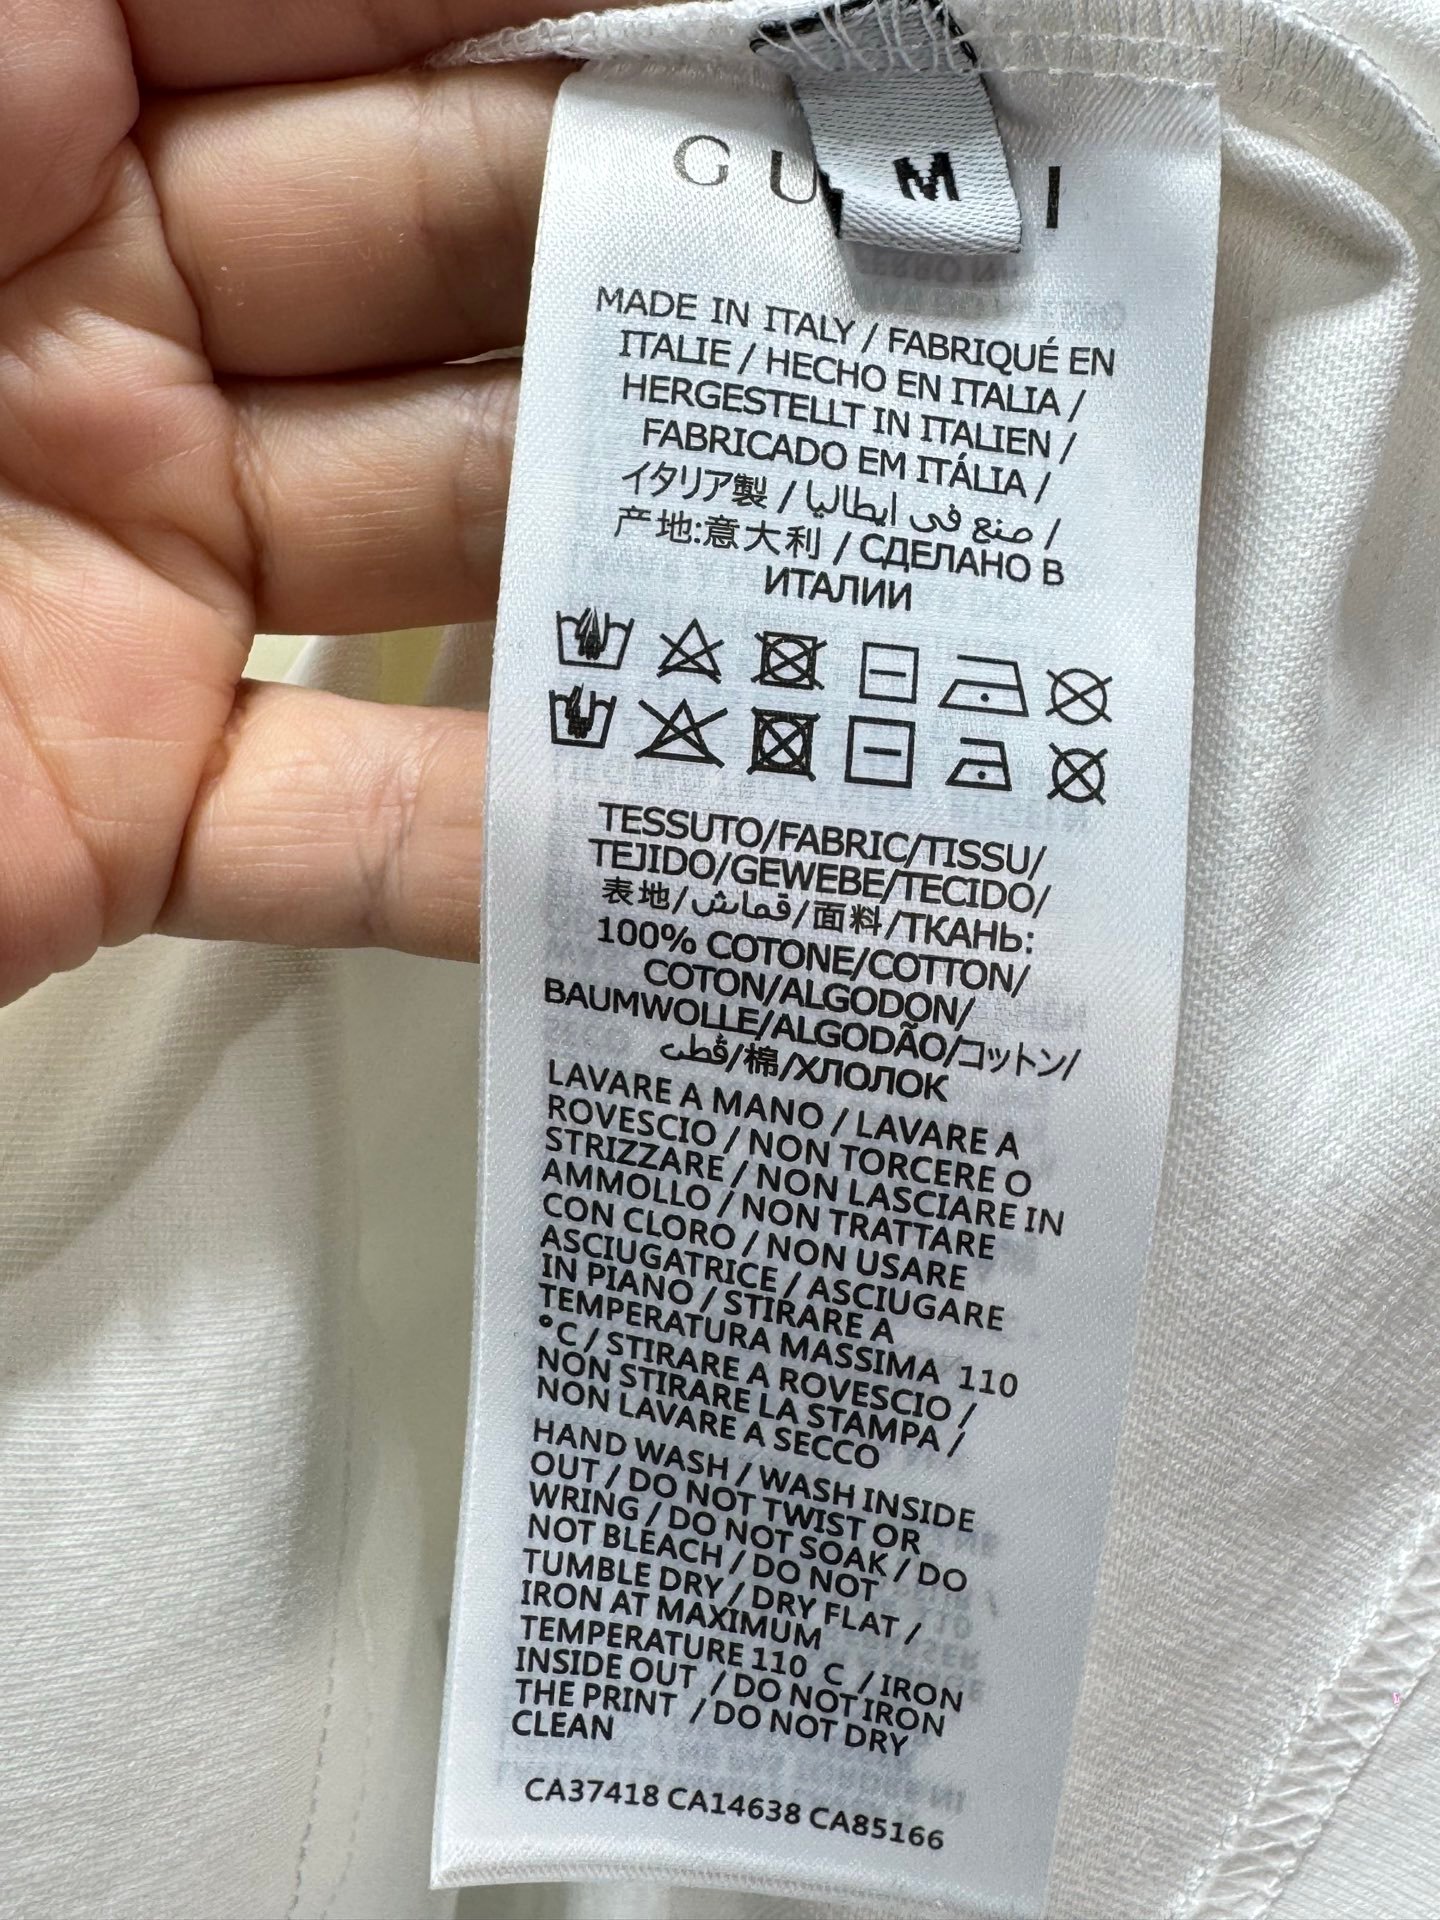 GU I
M
MADE IN ITALY / FABRIQUÉ EN
ITALIE / HECHO EN ITALIA /
HERGESTELLT IN ITALIEN /
FABRICADO EM ITÁLIA /
イタリア製 / صنع في ايطاليا /
产地:意大利 / СДЕЛАНО В
ИТАЛИИ
TESSUTO/FABRIC/TISSU/
TEJIDO/GEWEBE/TECIDO/
表地/قماش/面料/ТКАНЬ:
100% COTONE/COTTON/
COTON/ALGODON/
BAUMWOLLE/ALGODÃO/コットン/
قطن/棉/ХЛОПОК
LAVARE A MANO / LAVARE A
ROVESCIO / NON TORCERE O
STRIZZARE / NON LASCIARE IN
AMMOLLO / NON TRATTARE
CON CLORO / NON USARE
ASCIUGATRICE / ASCIUGARE
IN PIANO / STIRARE A
TEMPERATURA MASSIMA 110
°C / STIRARE A ROVESCIO /
NON STIRARE LA STAMPA /
NON LAVARE A SECCO
HAND WASH / WASH INSIDE
OUT / DO NOT TWIST OR
WRING / DO NOT SOAK / DO
NOT BLEACH / DO NOT
TUMBLE DRY / DRY FLAT /
IRON AT MAXIMUM
TEMPERATURE 110 C / IRON
INSIDE OUT / DO NOT IRON
THE PRINT / DO NOT DRY
CLEAN
CA37418 CA14638 CA85166